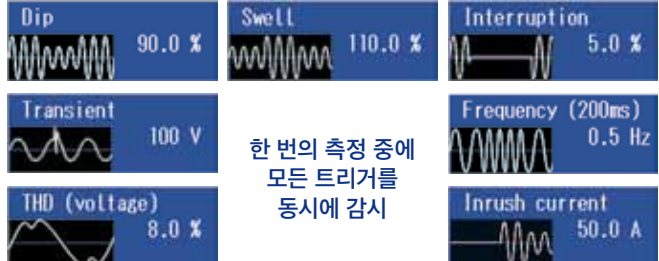 Dip
90.0 %
Swell
110.0 %
Interruption
5.0 %
Transient
100 V
한 번의 측정 중에
모든 트리거를
동시에 감시
Frequency (200ms)
0.5 Hz
THD (voltage)
8.0 %
Inrush current
50.0 A